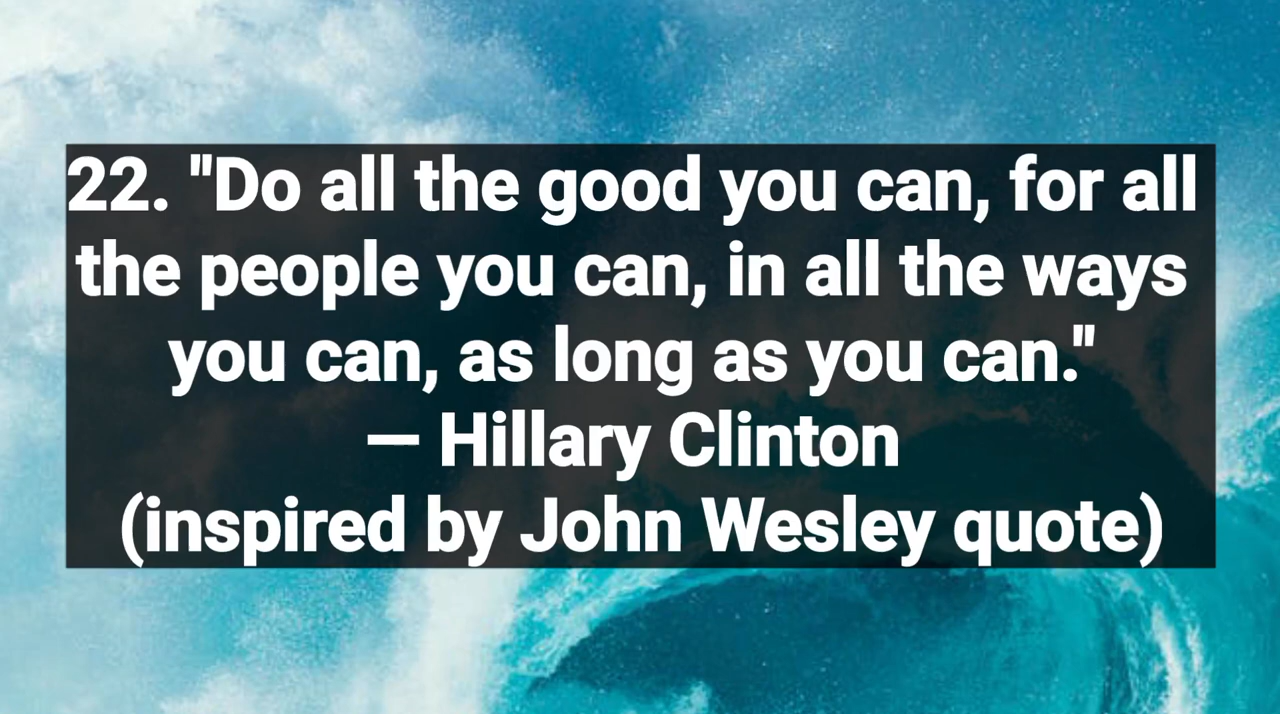 22. "Do all the good you can, for all
the people you can, in all the ways
you can, as long as you can."
— Hillary Clinton
(inspired by John Wesley quote)